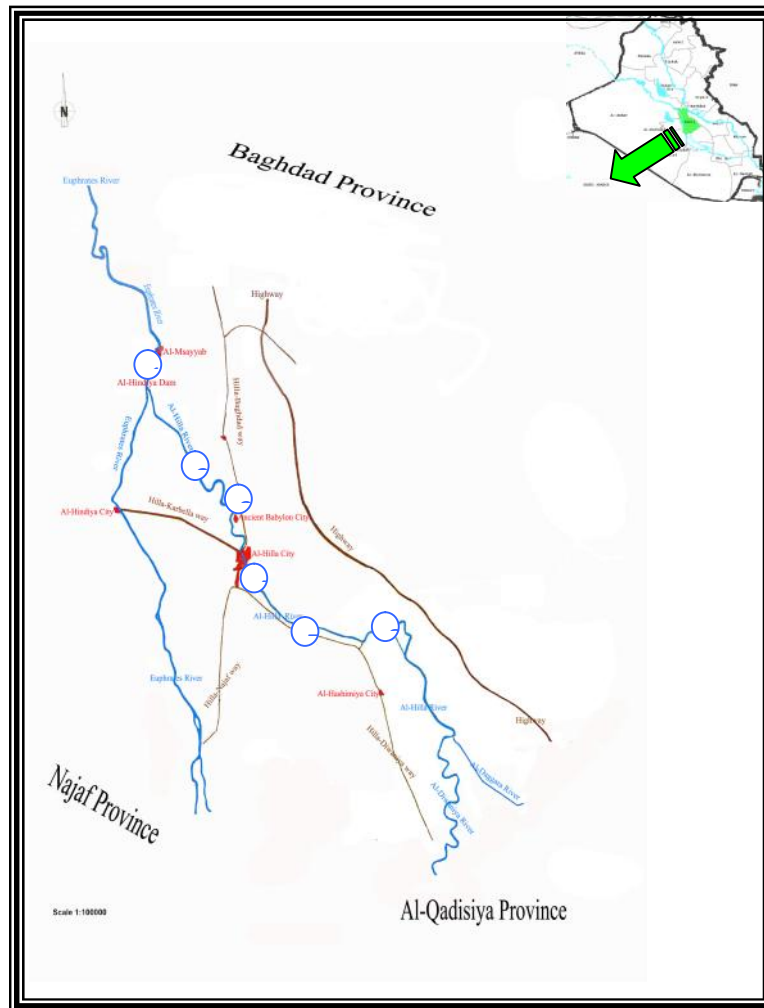 N
Baghdad Province
Euphrates River
Euphrates River
Highway
Al-Msayyab
Al-Hindiya Dam
Hilla-Baghdad way
Al-Hilla River
Euphrates River
Al-Hindiya City
Hilla-Karbella way
Ancient Babylon City
Highway
Al-Hilla City
Al-Hilla River
Euphrates River
Hilla-Najaf way
Al-Hashimiya City
Al-Hilla River
Highway
Hilla-Diwaniya way
Al-Daggara River
Al-Diwaniya River
Najaf Province
Scale 1:100000
Al-Qadisiya Province